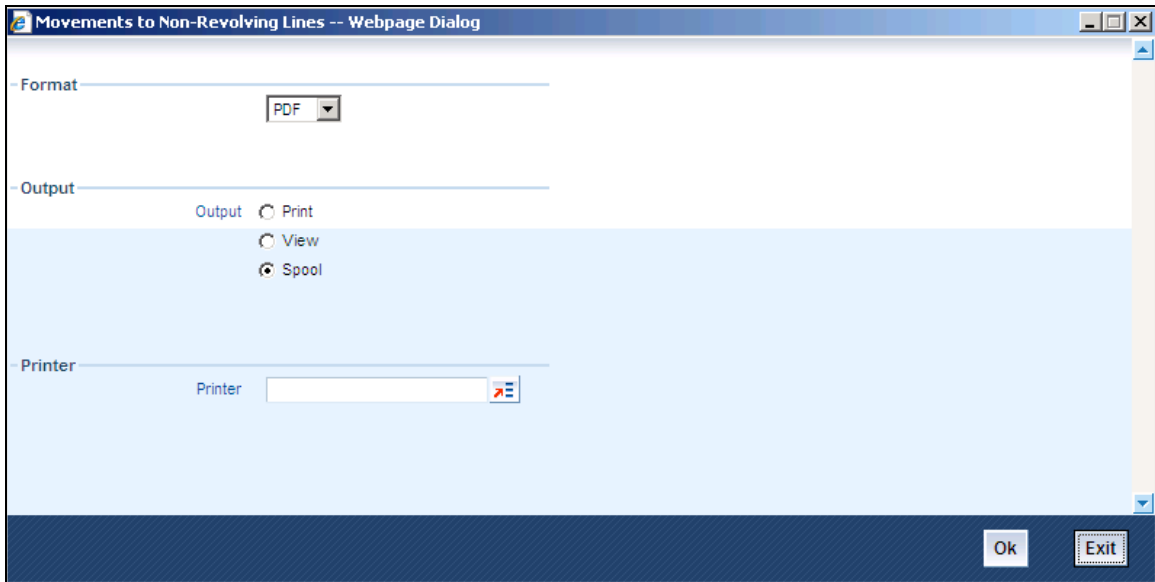 Movements to Non-Revolving Lines -- Webpage Dialog
Format
PDF
Output
Output Print
View
Spool
Printer
Printer
Ok Exit